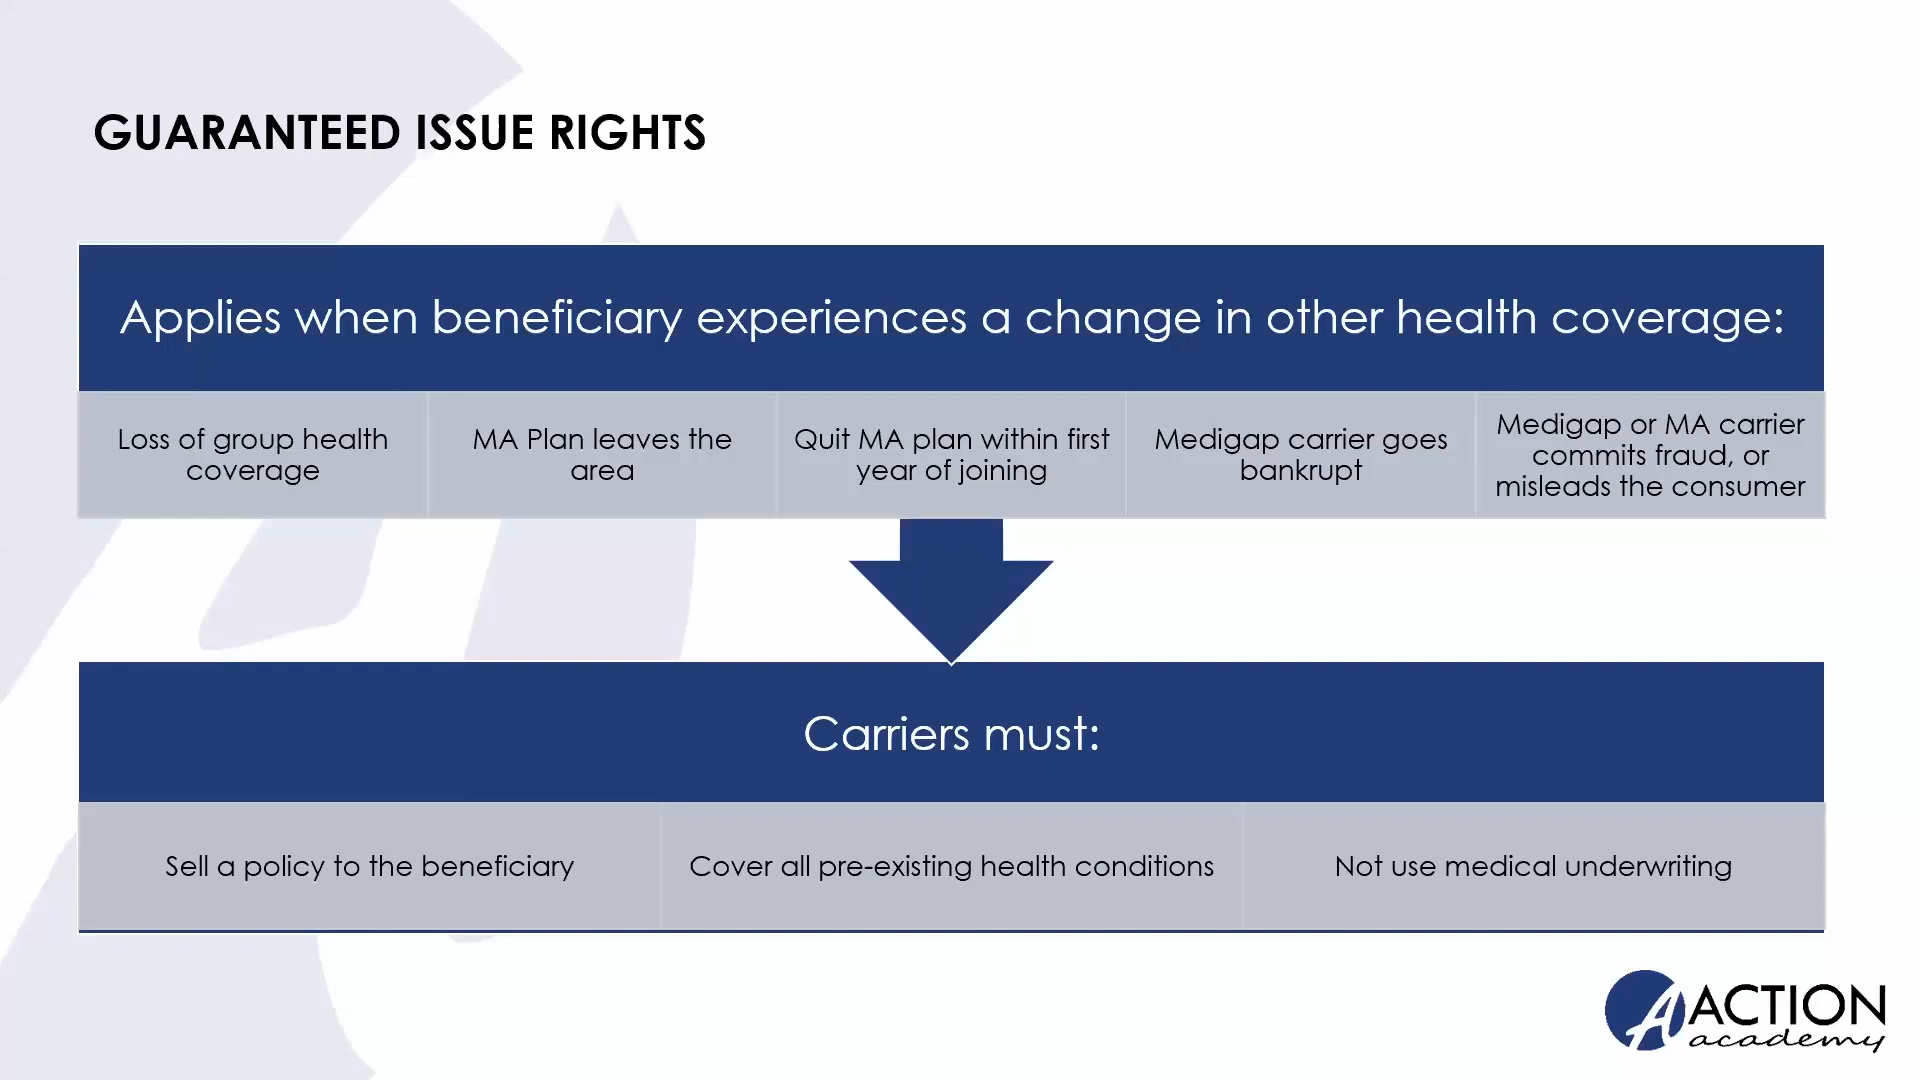 GUARANTEED ISSUE RIGHTS
Applies when beneficiary experiences a change in other health coverage:
Loss of group health
coverage
MA Plan leaves the
area
Quit MA plan within first
year of joining
Medigap carrier goes
bankrupt
Medigap or MA carrier
commits fraud, or
misleads the consumer
Carriers must:
Sell a policy to the beneficiary
Cover all pre-existing health conditions
Not use medical underwriting
A ACTION
academy